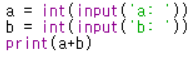 a = int(input('a: '))
b = int(input('b: '))
print(a+b)